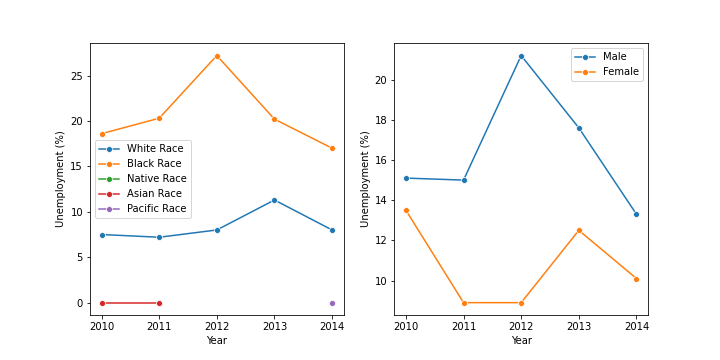 Unemployment (%)
25
20
15
10
5
0
White Race
Black Race
Native Race
Asian Race
Pacific Race
2010 2011 2012 2013 2014
Year
Unemployment (%)
20
18
16
14
12
10
Male
Female
2010 2011 2012 2013 2014
Year